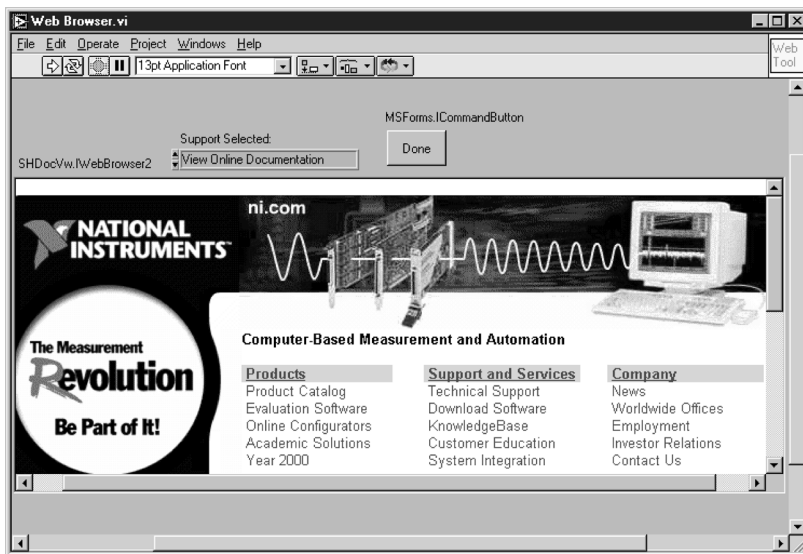 Web Browser.vi
File Edit Operate Project Windows Help
13pt Application Font
Web
Tool
MSForms.ICommandButton
Support Selected:
Done
SHDocVw.IWebBrowser2
View Online Documentation
ni.com
NATIONAL
INSTRUMENTS™
Computer-Based Measurement and Automation
The Measurement
Revolution
Be Part of It!
Products Support and Services Company
Product Catalog Technical Support News
Evaluation Software Download Software Worldwide Offices
Online Configurators KnowledgeBase Employment
Academic Solutions Customer Education Investor Relations
Year 2000 System Integration Contact Us